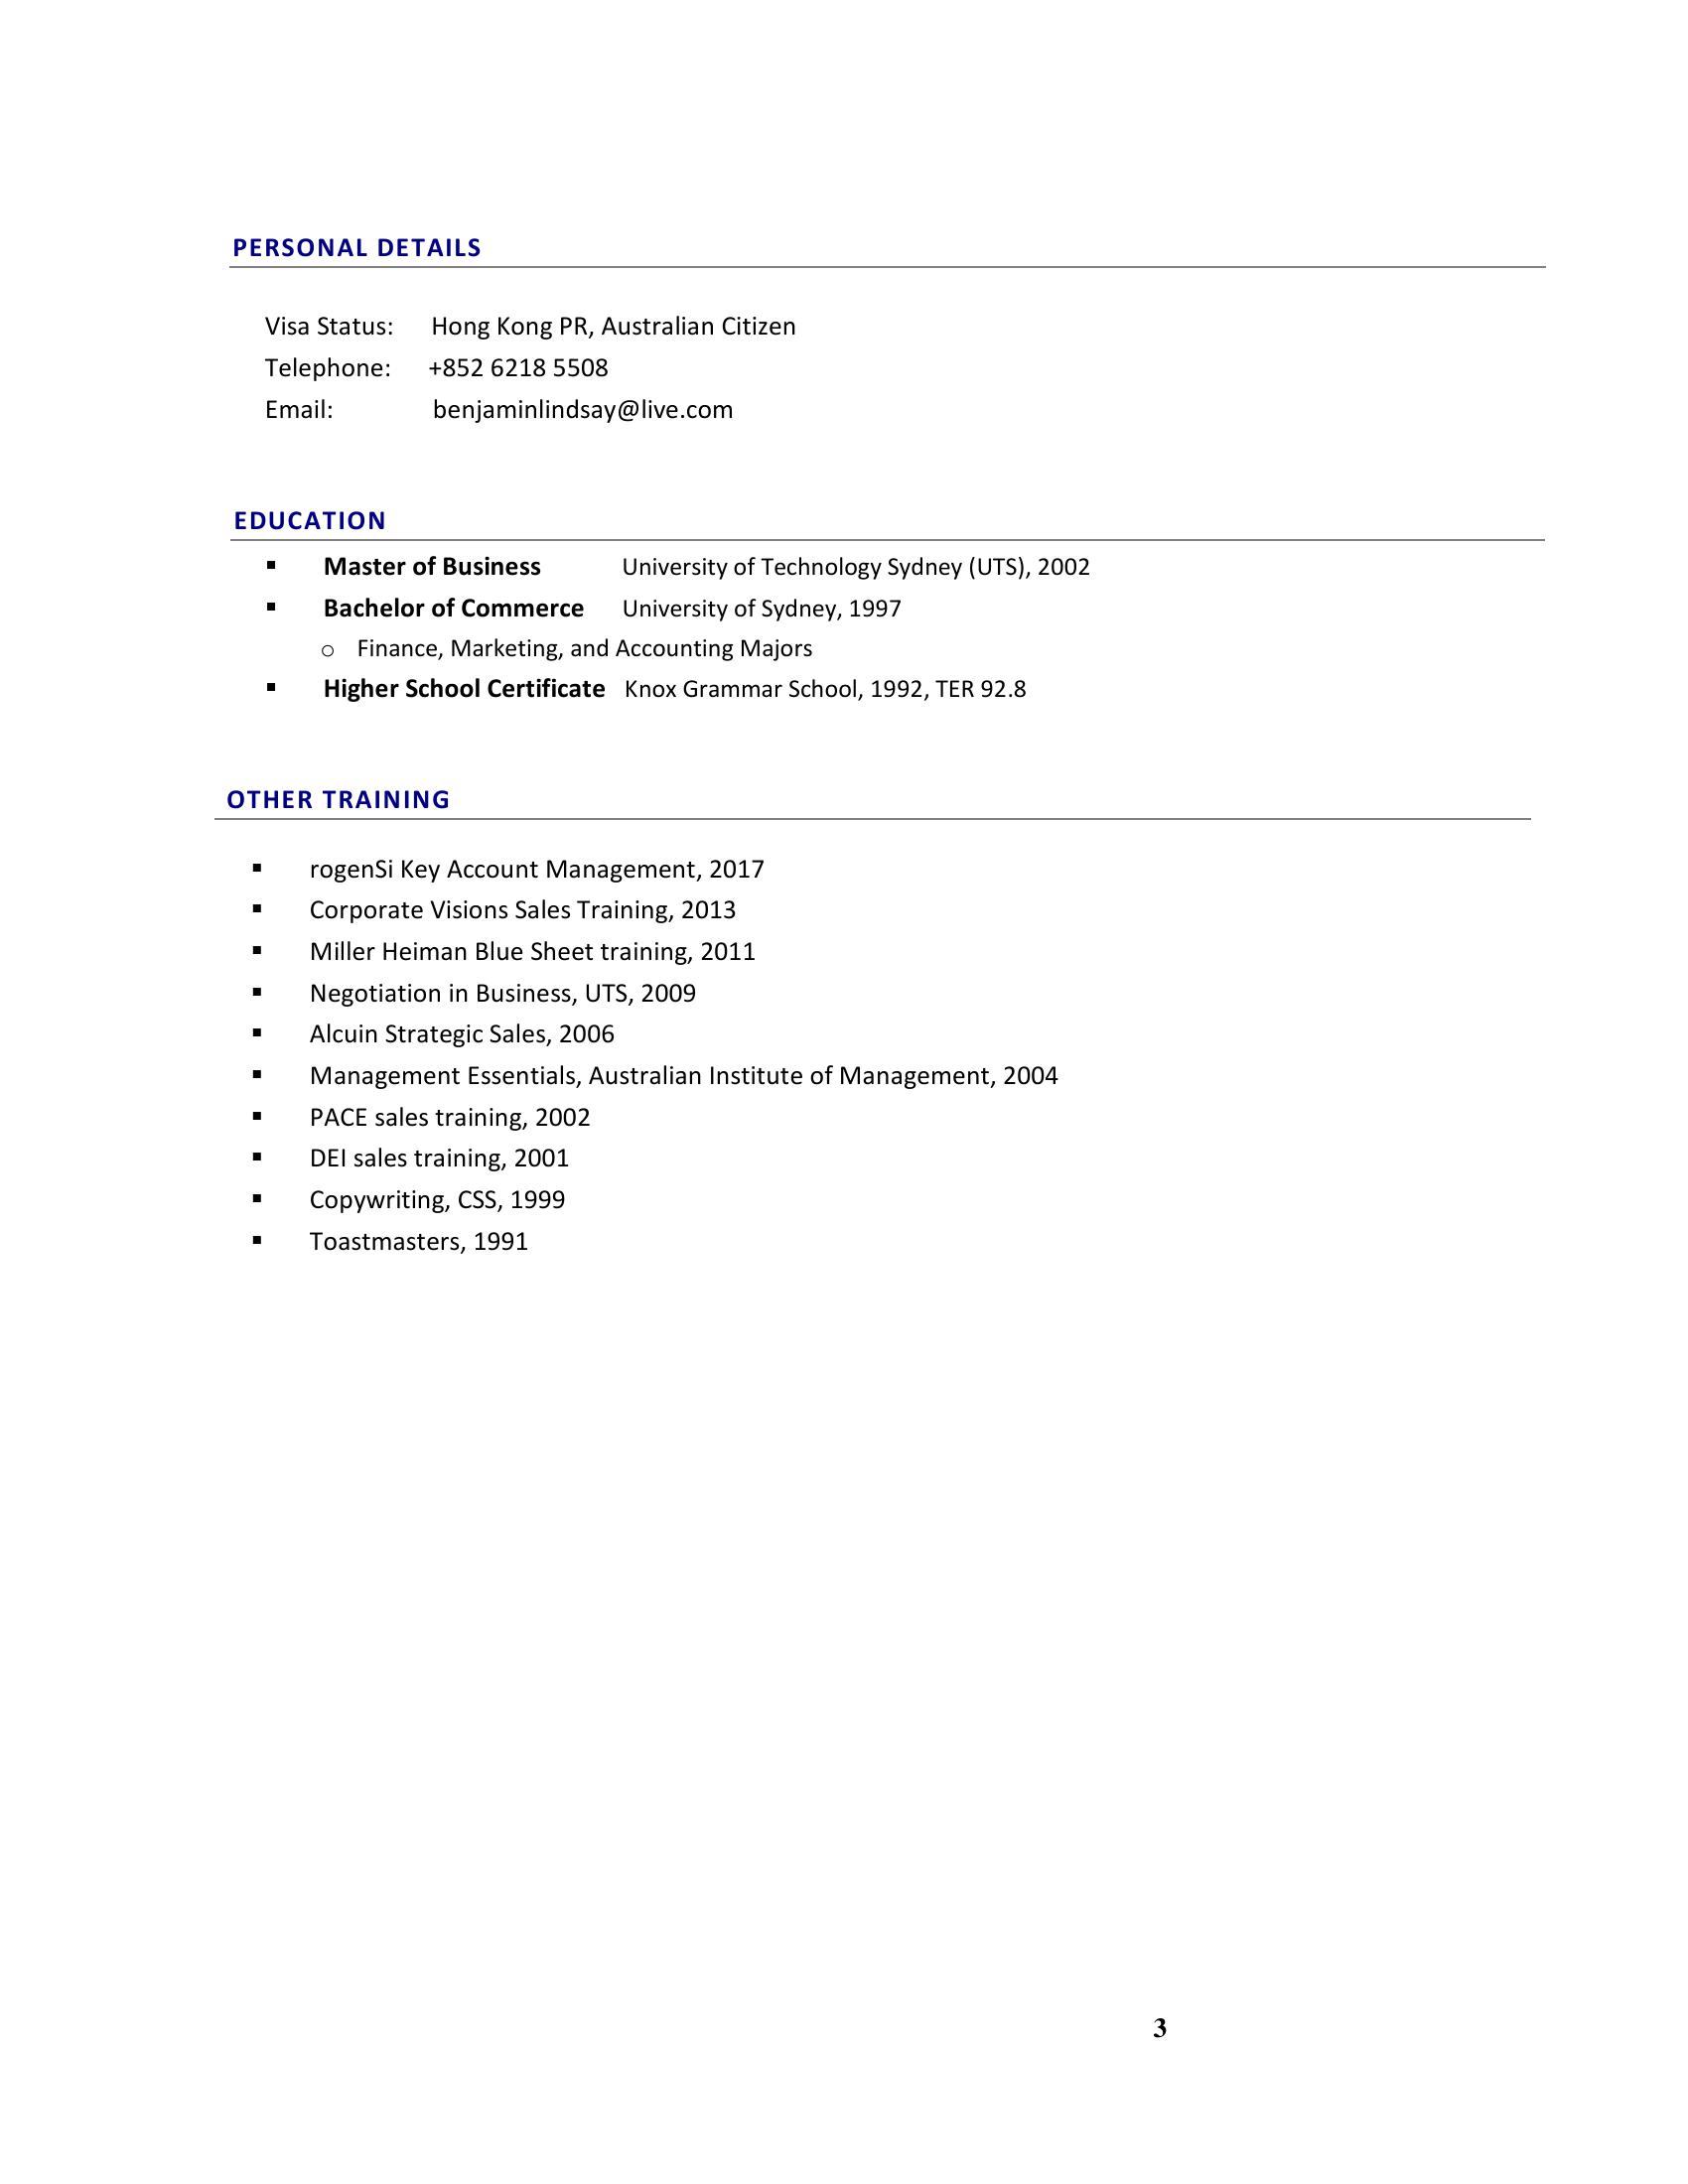 PERSONAL DETAILS
Visa Status: Hong Kong PR, Australian Citizen
Telephone: +852 6218 5508
Email: benjaminlindsay@live.com
EDUCATION
▪ Master of Business University of Technology Sydney (UTS), 2002
▪ Bachelor of Commerce University of Sydney, 1997
o Finance, Marketing, and Accounting Majors
▪ Higher School Certificate Knox Grammar School, 1992, TER 92.8
OTHER TRAINING
▪ rogenSi Key Account Management, 2017
▪ Corporate Visions Sales Training, 2013
▪ Miller Heiman Blue Sheet training, 2011
▪ Negotiation in Business, UTS, 2009
▪ Alcuin Strategic Sales, 2006
▪ Management Essentials, Australian Institute of Management, 2004
▪ PACE sales training, 2002
▪ DEI sales training, 2001
▪ Copywriting, CSS, 1999
▪ Toastmasters, 1991
3